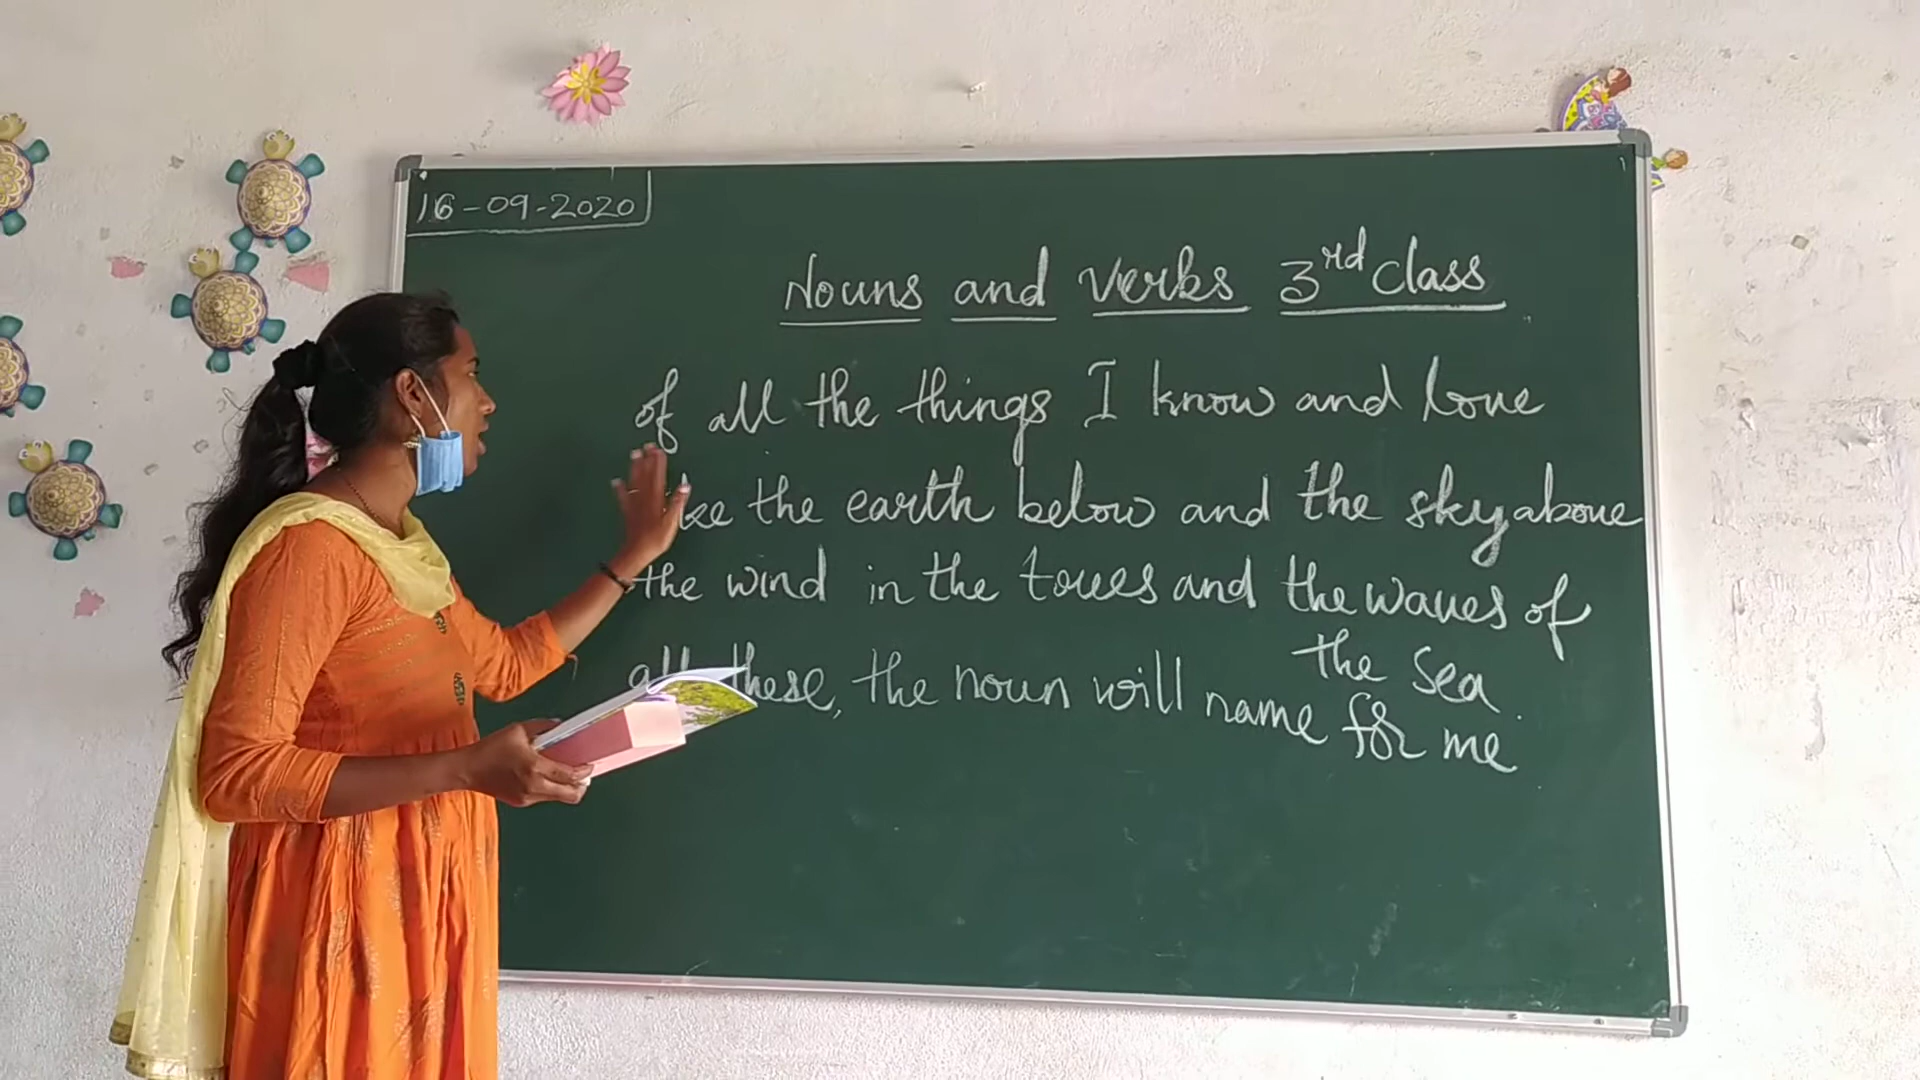 16-09-2020
Nouns and Verbs 3rd class
of all the things I know and love
the earth below and the sky above
the wind in the trees and the waves of
the sea
all these, the noun will name for me